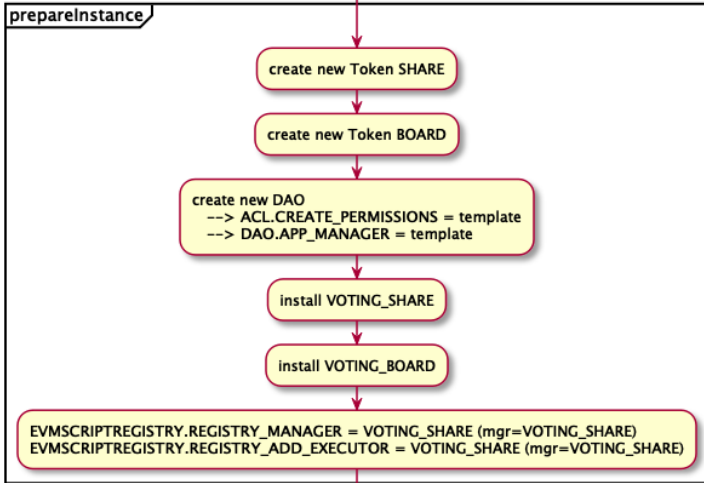 prepareInstance
create new Token SHARE
create new Token BOARD
create new DAO
--> ACL.CREATE_PERMISSIONS = template
--> DAO.APP_MANAGER = template
install VOTING_SHARE
install VOTING_BOARD
EVMSCRIPTREGISTRY.REGISTRY_MANAGER = VOTING_SHARE (mgr=VOTING_SHARE)
EVMSCRIPTREGISTRY.REGISTRY_ADD_EXECUTOR = VOTING_SHARE (mgr=VOTING_SHARE)